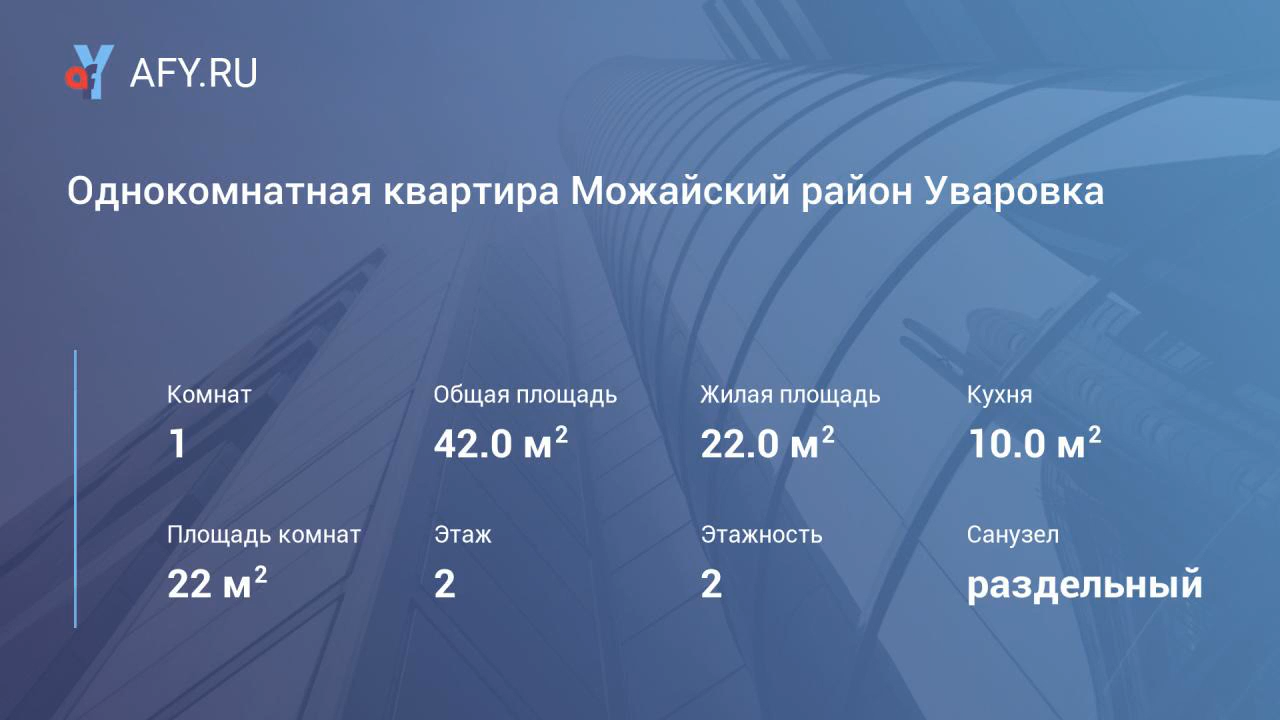 AFY.RU
Однокомнатная квартира Можайский район Уваровка
Комнат
1
Общая площадь
42.0 м²
Жилая площадь
22.0 м²
Кухня
10.0 м²
Площадь комнат
22 м²
Этаж
2
Этажность
2
Санузел
раздельный